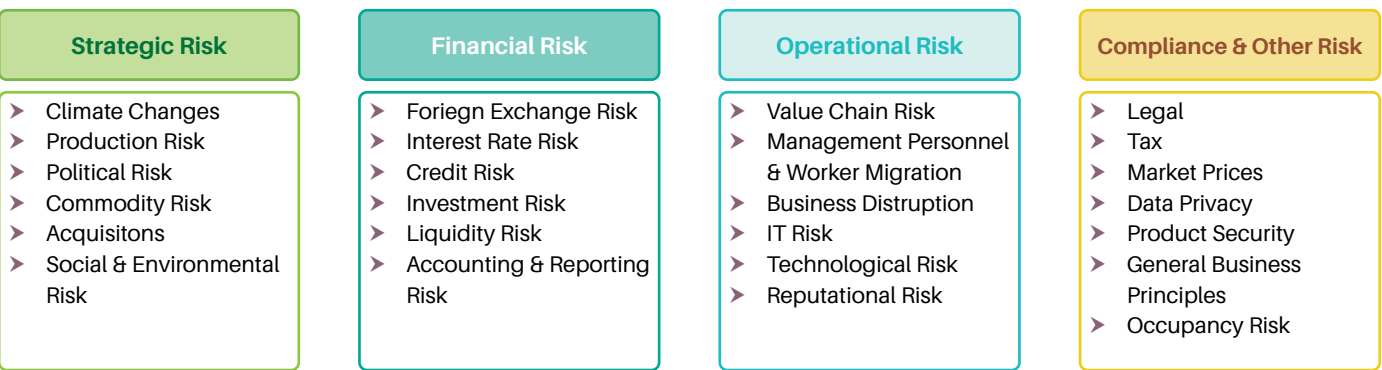 Strategic Risk
Climate Changes
Production Risk
Political Risk
Commodity Risk
Acquisitons
Social & Environmental
Risk
Financial Risk
Foriegn Exchange Risk
Interest Rate Risk
Credit Risk
Investment Risk
Liquidity Risk
Accounting & Reporting
Risk
Operational Risk
Value Chain Risk
Management Personnel
& Worker Migration
Business Distruption
IT Risk
Technological Risk
Reputational Risk
Compliance & Other Risk
Legal
Tax
Market Prices
Data Privacy
Product Security
General Business
Principles
Occupancy Risk